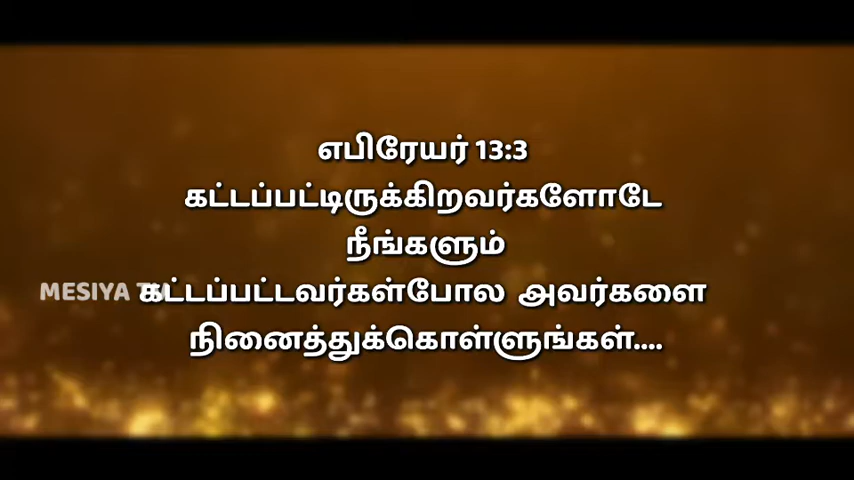 எபிரேயர் 13:3
கட்டப்பட்டிருக்கிறவர்களோடே
நீங்களும்
கட்டப்பட்டவர்கள்போல அவர்களை
நினைத்துக்கொள்ளுங்கள்....
MESIYA TV